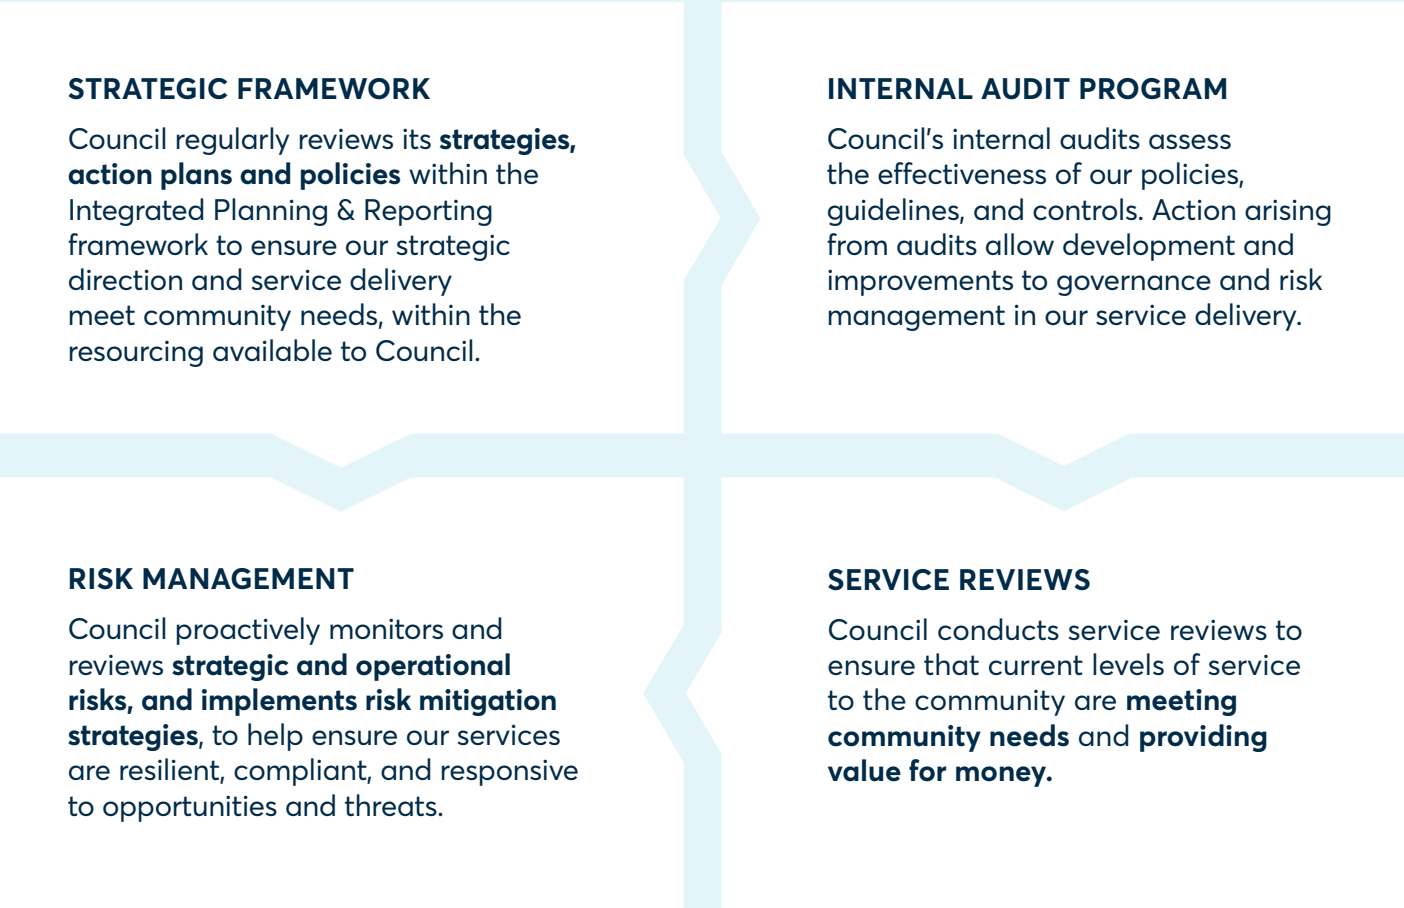 STRATEGIC FRAMEWORK
Council regularly reviews its strategies,
action plans and policies within the
Integrated Planning & Reporting
framework to ensure our strategic
direction and service delivery
meet community needs, within the
resourcing available to Council.
INTERNAL AUDIT PROGRAM
Council's internal audits assess
the effectiveness of our policies,
guidelines, and controls. Action arising
from audits allow development and
improvements to governance and risk
management in our service delivery.
RISK MANAGEMENT
Council proactively monitors and
reviews strategic and operational
risks, and implements risk mitigation
strategies, to help ensure our services
are resilient, compliant, and responsive
to opportunities and threats.
SERVICE REVIEWS
Council conducts service reviews to
ensure that current levels of service
to the community are meeting
community needs and providing
value for money.